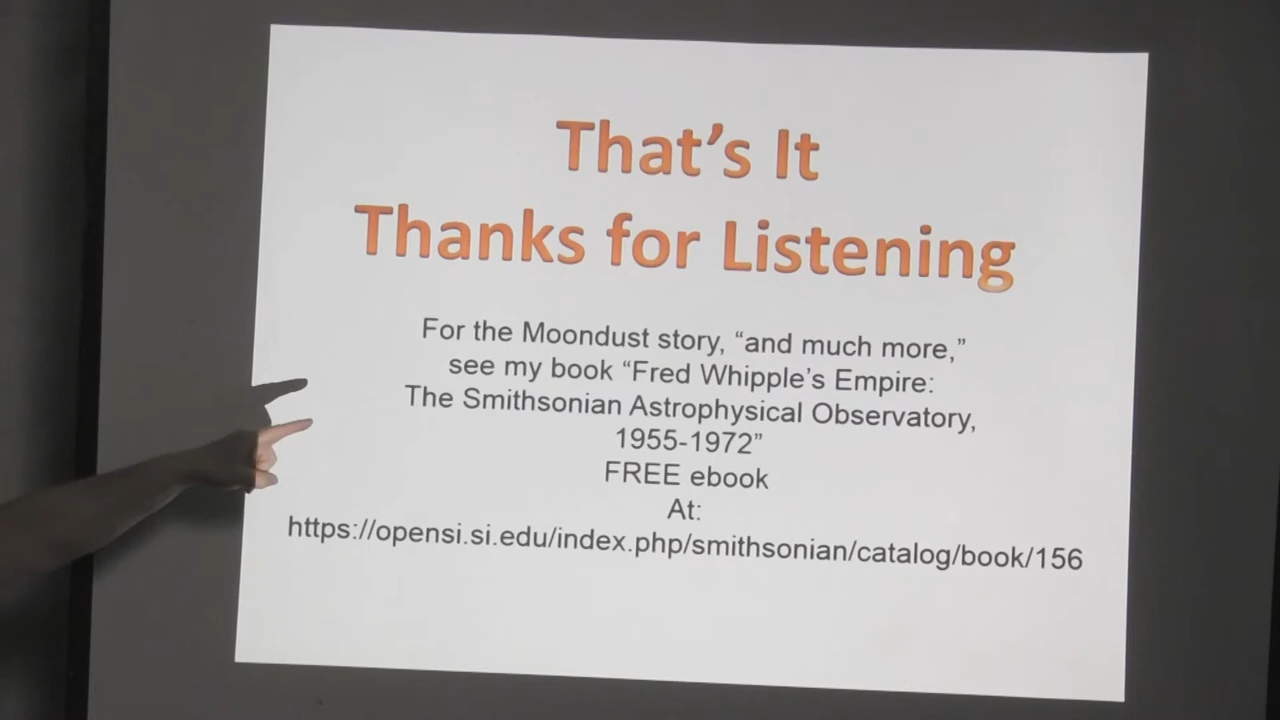 That’s It
Thanks for Listening
For the Moondust story, “and much more,”
see my book “Fred Whipple’s Empire:
The Smithsonian Astrophysical Observatory,
1955-1972”
FREE ebook
At:
https://opensi.si.edu/index.php/smithsonian/catalog/book/156